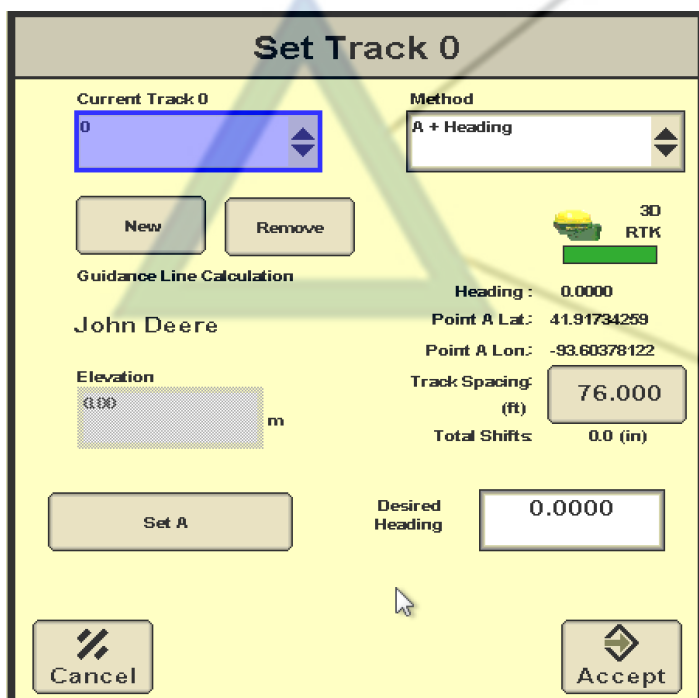 Set Track 0
Current Track 0
Method
0
A + Heading
New
Remove
3D
RTK
Guidance Line Calculation
Heading : 0.0000
John Deere
Point A Lat.: 41.91734259
Point A Lon.: -93.60378122
Elevation
0.00
m
Track Spacing:
(ft)
76.000
Total Shifts: 0.0 (in)
Set A
Desired
Heading
0.0000
Cancel
Accept